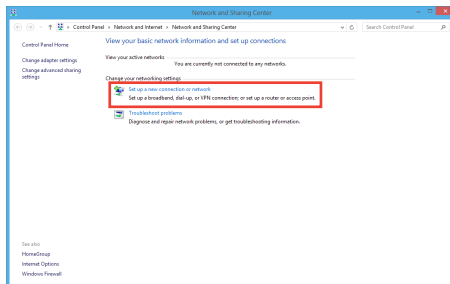 Network and Sharing Center
Control Panel ▸ Network and Internet ▸ Network and Sharing Center
Search Control Panel
Control Panel Home
Change adapter settings
Change advanced sharing
settings
View your basic network information and set up connections
View your active networks
You are currently not connected to any networks.
Change your networking settings
Set up a new connection or network
Set up a broadband, dial-up, or VPN connection; or set up a router or access point.
Troubleshoot problems
Diagnose and repair network problems, or get troubleshooting information.
See also
HomeGroup
Internet Options
Windows Firewall